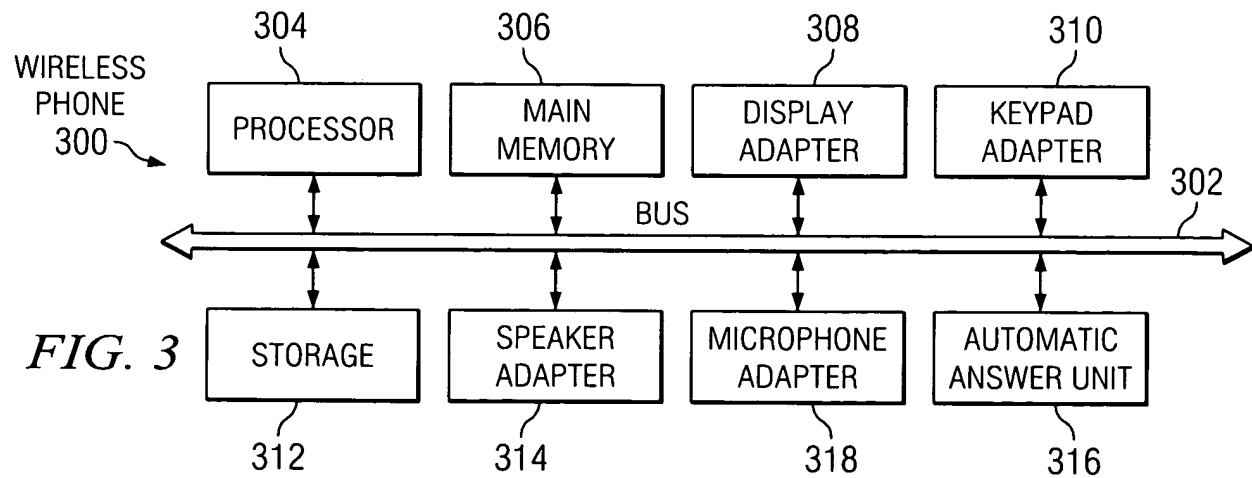 304
306
308
310
WIRELESS
PHONE
300
PROCESSOR
MAIN
MEMORY
DISPLAY
ADAPTER
KEYPAD
ADAPTER
BUS
302
FIG. 3
STORAGE
SPEAKER
ADAPTER
MICROPHONE
ADAPTER
AUTOMATIC
ANSWER UNIT
312
314
318
316